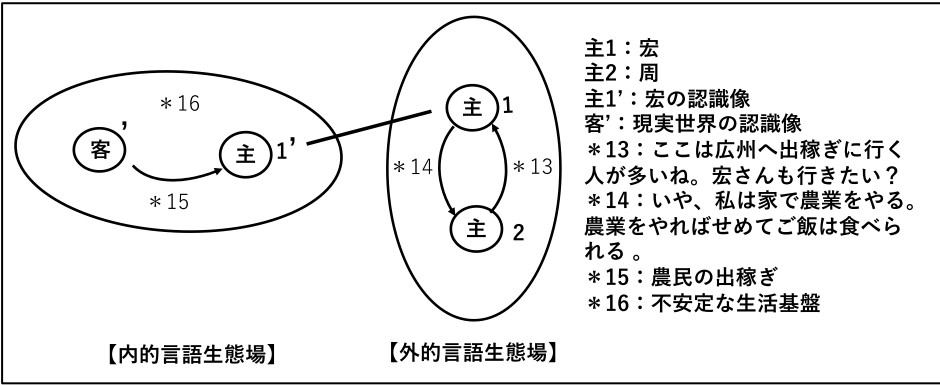 ＊16
客
’
主
1’
＊15
主
1
＊14
＊13
主
2
【内的言語生態場】
【外的言語生態場】
主1：宏
主2：周
主1’：宏の認識像
客’：現実世界の認識像
＊13：ここは広州へ出稼ぎに行く
人が多いね。宏さんも行きたい？
＊14：いや、私は家で農業をやる。
農業をやればせめてご飯は食べら
れる 。
＊15：農民の出稼ぎ
＊16：不安定な生活基盤